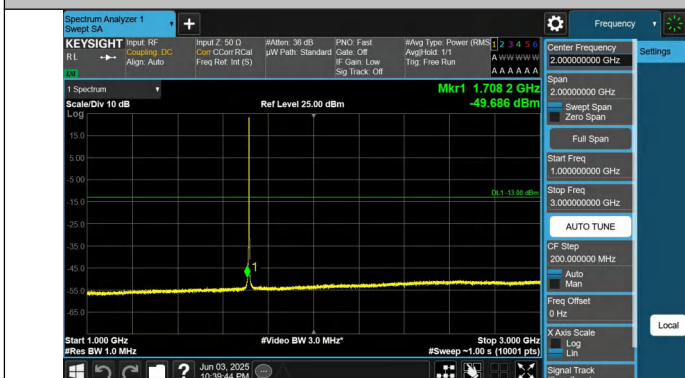 Spectrum Analyzer 1
Swept SA
Frequency
KEYSIGHT
RL
Input: RF
Coupling: DC
Align: Auto
Input Z: 50 Ω
Corr CCorr RCal
Freq Ref: Int (S)
#Atten: 36 dB
µW Path: Standard
PNO: Fast
Gate: Off
IF Gain: Low
Sig Track: Off
#Avg Type: Power (RMS)
Avg|Hold: 1/1
Trig: Free Run
1 2 3 4 5 6
A W W W W W
A A A A A A
1 Spectrum
Scale/Div 10 dB
Ref Level 25.00 dBm
Mkr1 1.708 2 GHz
-49.686 dBm
Log
15.0
5.00
-5.00
-15.0
-25.0
-35.0
-45.0
-55.0
-65.0
DL1 -13.00 dBm
1
Start 1.000 GHz
#Res BW 1.0 MHz
#Video BW 3.0 MHz*
Stop 3.000 GHz
#Sweep ~1.00 s (10001 pts)
Jun 03, 2025
10:39:44 PM
Center Frequency
2.000000000 GHz
Settings
Span
2.00000000 GHz
Swept Span
Zero Span
Full Span
Start Freq
1.000000000 GHz
Stop Freq
3.000000000 GHz
AUTO TUNE
CF Step
200.000000 MHz
Auto
Man
Freq Offset
0 Hz
X Axis Scale
Log
Lin
Local
Signal Track